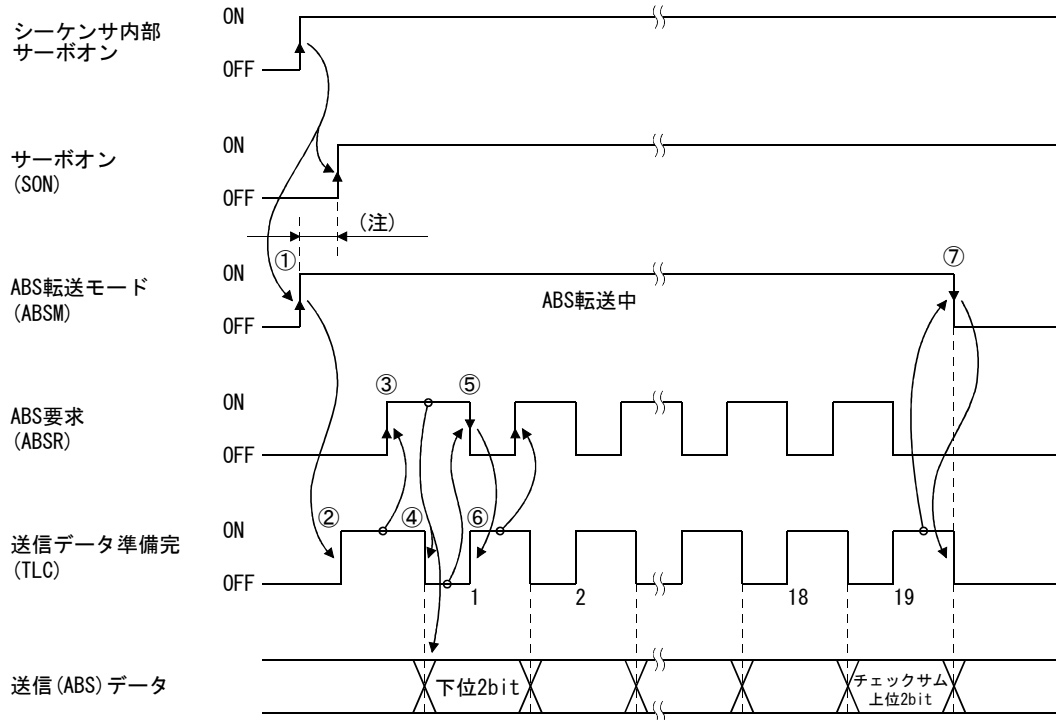 シーケンサ内部
サーボオン
ON
OFF
サーボオン
(SON)
ON
OFF
(注)
ABS転送モード
(ABSM)
ON
OFF
①
ABS転送中
⑦
ABS要求
(ABSR)
ON
OFF
③
⑤
送信データ準備完
(TLC)
ON
OFF
②
④
⑥
1
2
18
19
送信(ABS)データ
下位2bit
チェックサム
上位2bit